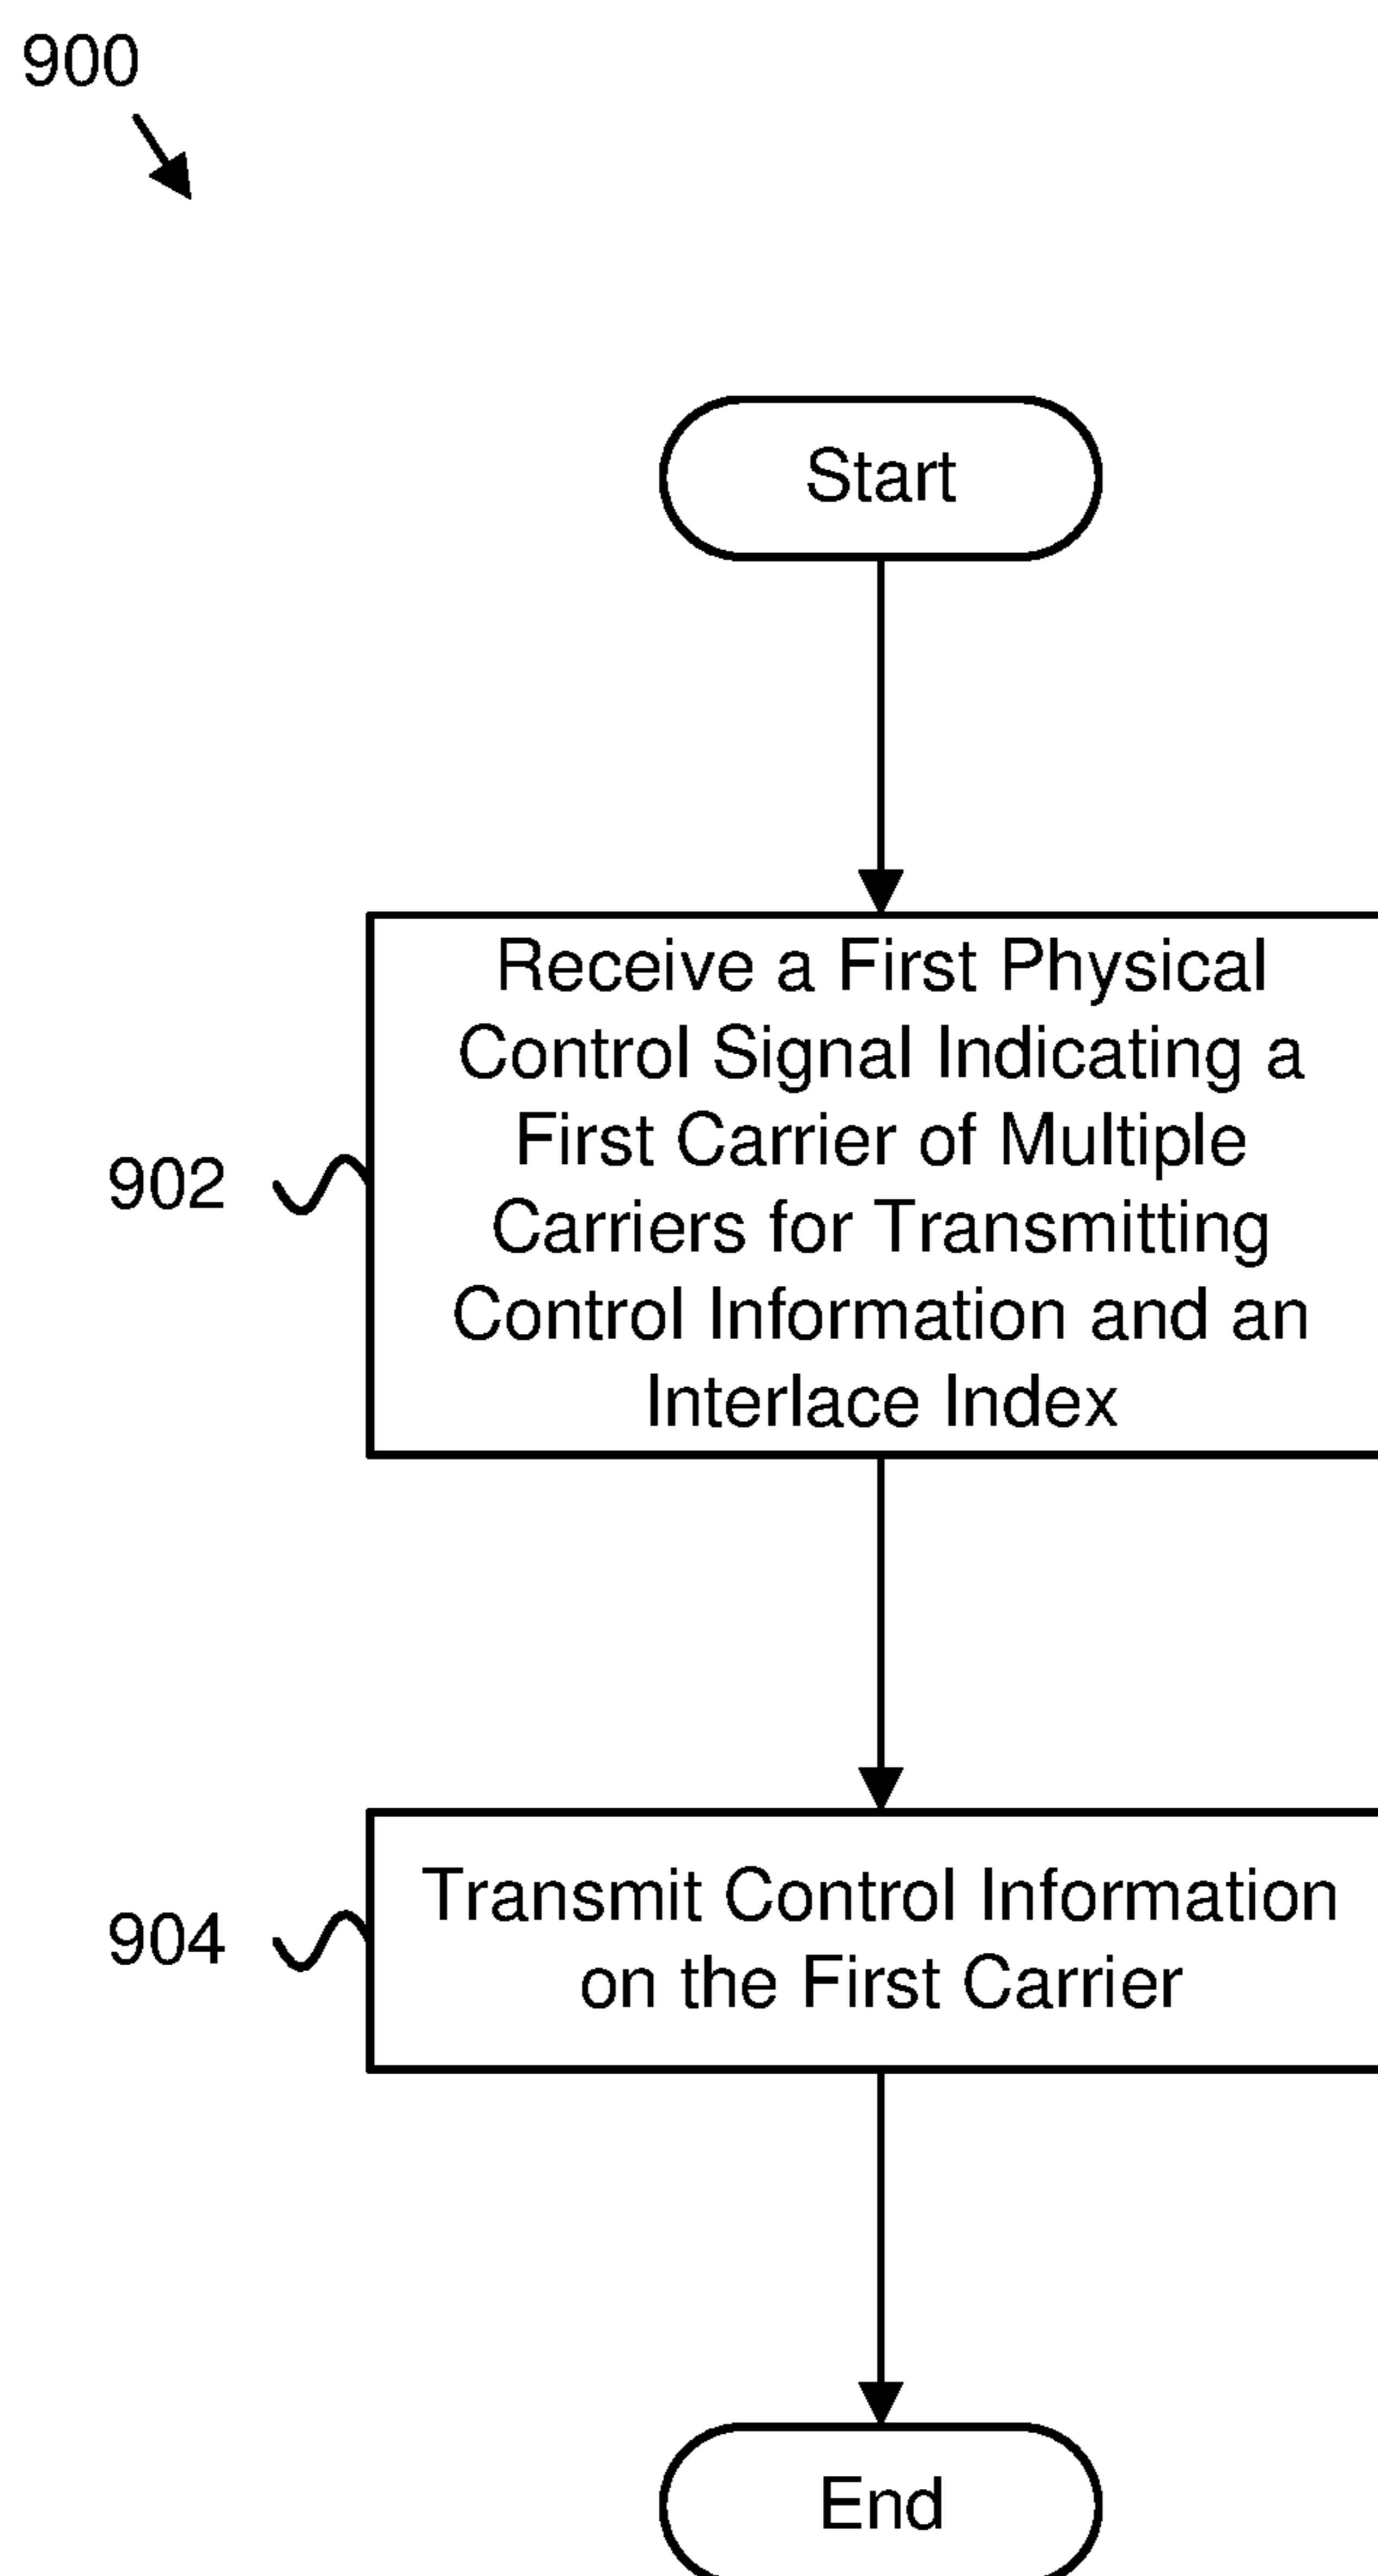 900
Start
902
Receive a First Physical
Control Signal Indicating a
First Carrier of Multiple
Carriers for Transmitting
Control Information and an
Interlace Index
904
Transmit Control Information
on the First Carrier
End